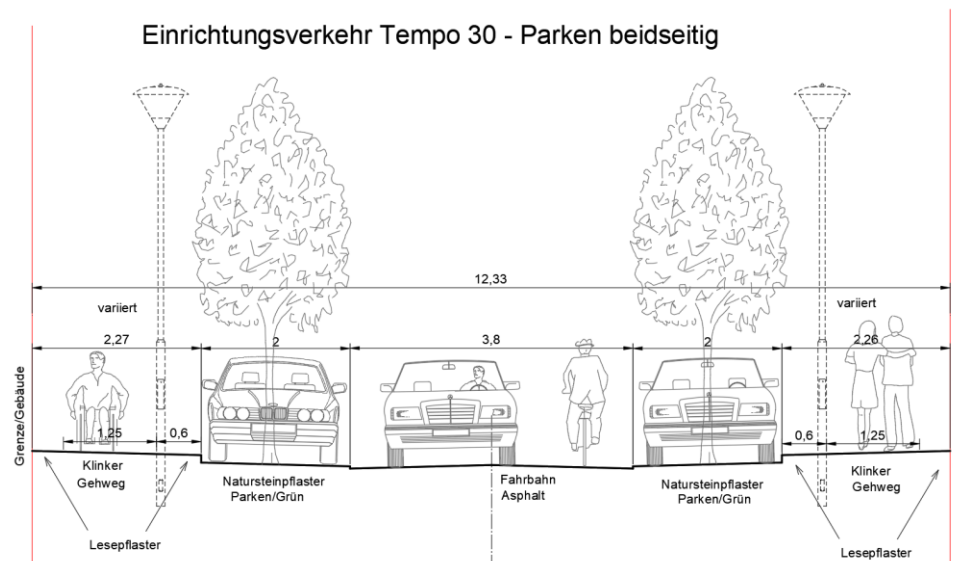 Einrichtungsverkehr Tempo 30 - Parken beidseitig
12,33
variiert
variiert
2,27
2
3,8
2
2,26
Grenze/Gebäude
1,25
0,6
0,6
1,25
Klinker
Gehweg
Natursteinpflaster
Parken/Grün
Fahrbahn
Asphalt
Natursteinpflaster
Parken/Grün
Klinker
Gehweg
Lesepflaster
Lesepflaster